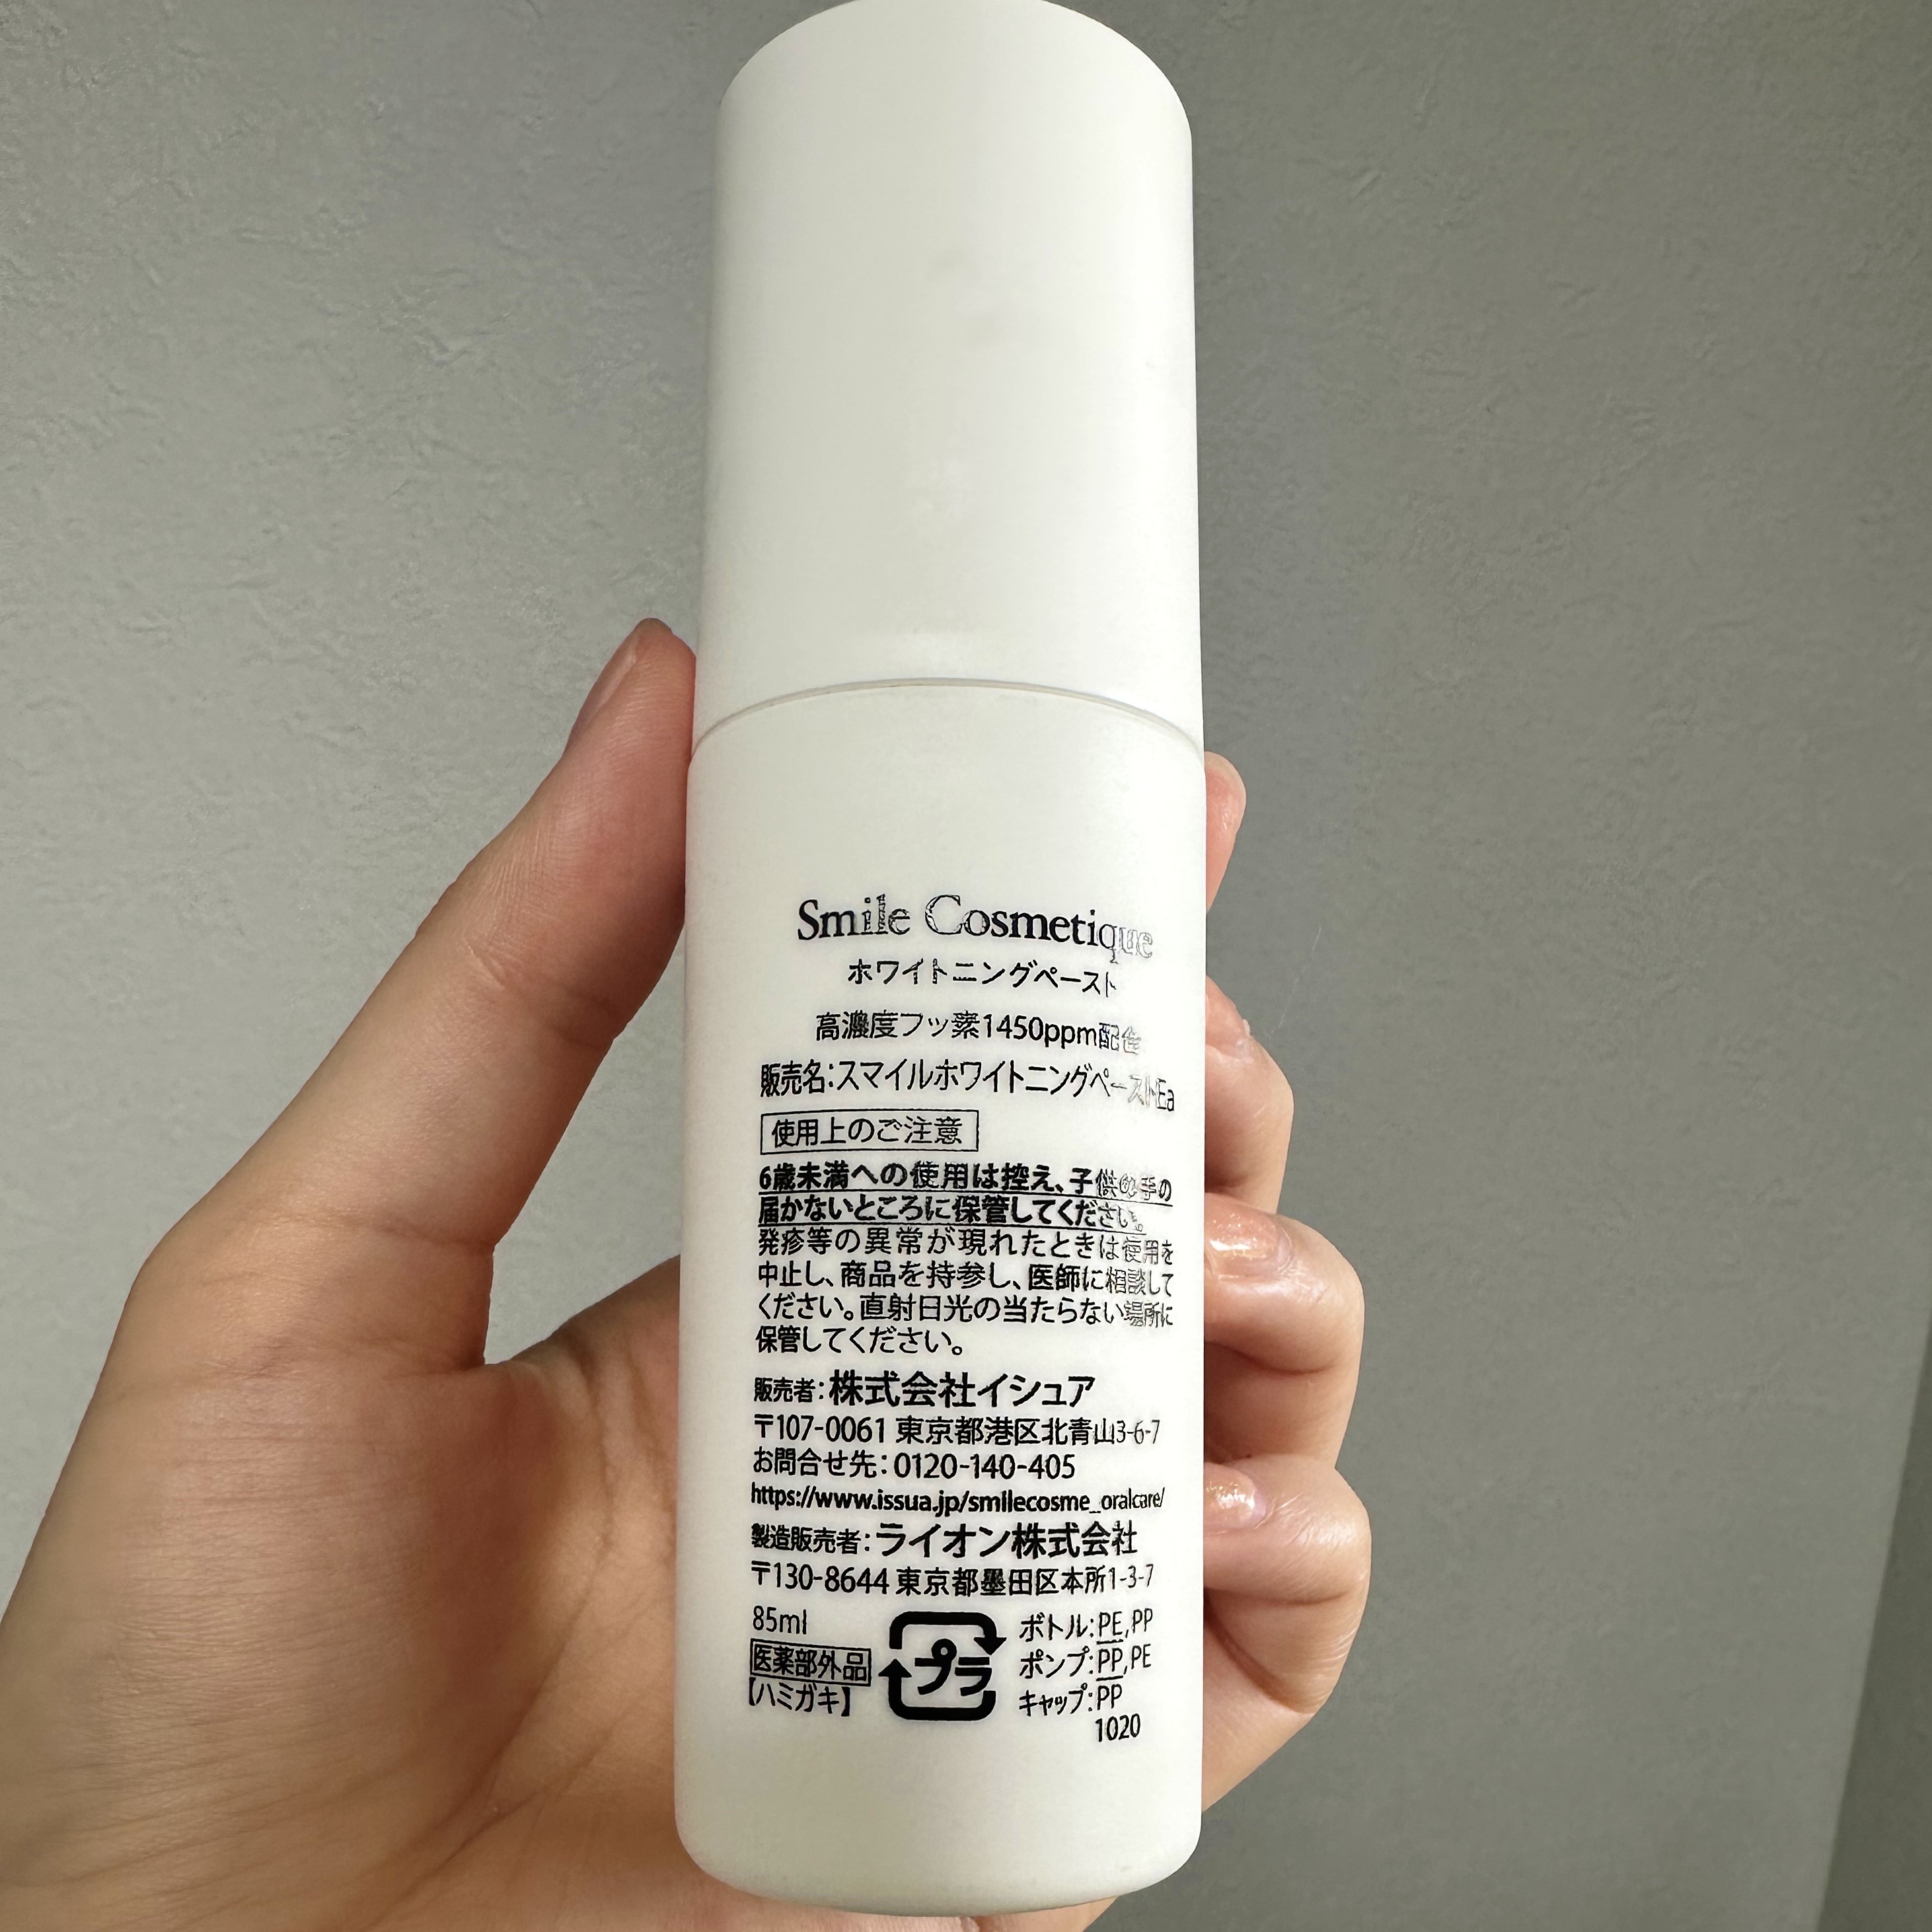 Smile Cosmetique
ホワイトニングペースト
高濃度フッ素1450ppm配合
販売名:スマイルホワイトニングペーストEa
使用上のご注意
6歳未満への使用は控え、子供の手の
届かないところに保管してください。
発疹等の異常が現れたときは使用を
中止し、商品を持参し、医師に相談して
ください。直射日光の当たらない場所に
保管してください。
販売者:株式会社イシュア
〒107-0061 東京都港区北青山3-6-7
お問合せ先:0120-140-405
https://www.issua.jp/smilecosme_oralcare/
製造販売者:ライオン株式会社
〒130-8644 東京都墨田区本所1-3-7
85ml
医薬部外品
【ハミガキ】
プラ
ボトル:PE,PP
ポンプ:PP,PE
キャップ:PP
1020